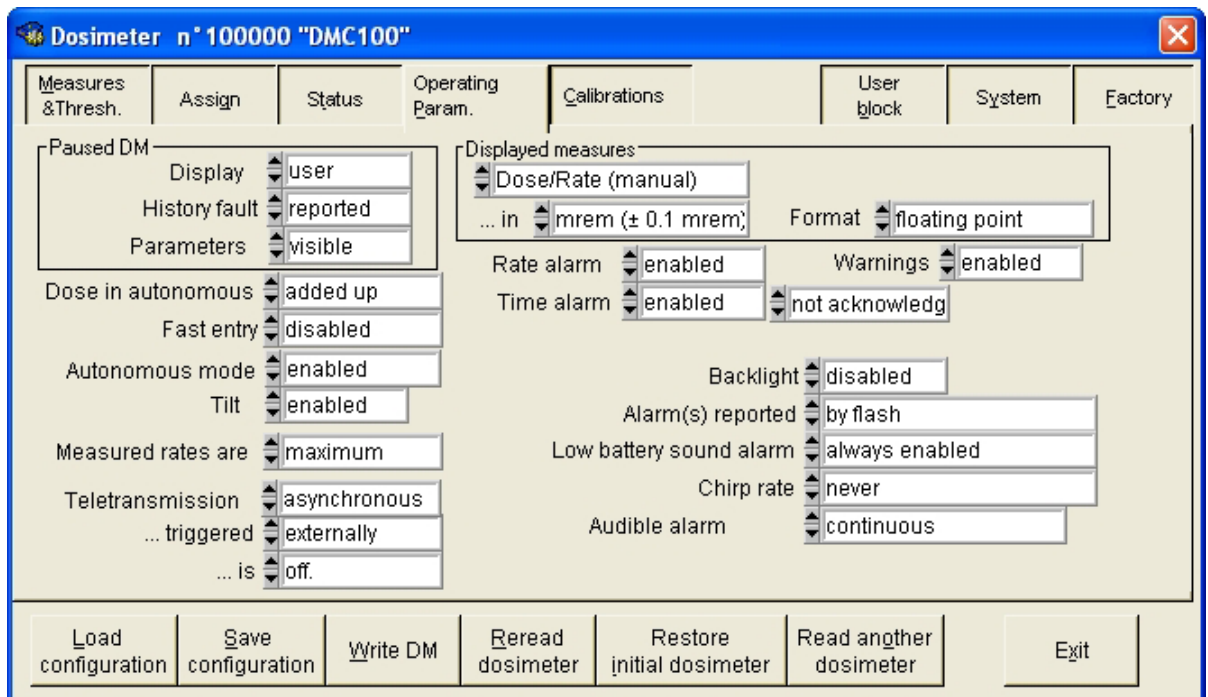 Dosimeter n°100000 "DMC100"
Measures &Thresh.
Assign
Status
Operating Param.
Calibrations
User block
System
Factory
Paused DM
Display user
History fault reported
Parameters visible
Dose in autonomous added up
Fast entry disabled
Autonomous mode enabled
Tilt enabled
Measured rates are maximum
Teletransmission asynchronous
... triggered externally
... is off.
Displayed measures
Dose/Rate (manual)
... in mrem (± 0.1 mrem) Format floating point
Rate alarm enabled Warnings enabled
Time alarm enabled not acknowledg
Backlight disabled
Alarm(s) reported by flash
Low battery sound alarm always enabled
Chirp rate never
Audible alarm continuous
Load configuration
Save configuration
Write DM
Reread dosimeter
Restore initial dosimeter
Read another dosimeter
Exit